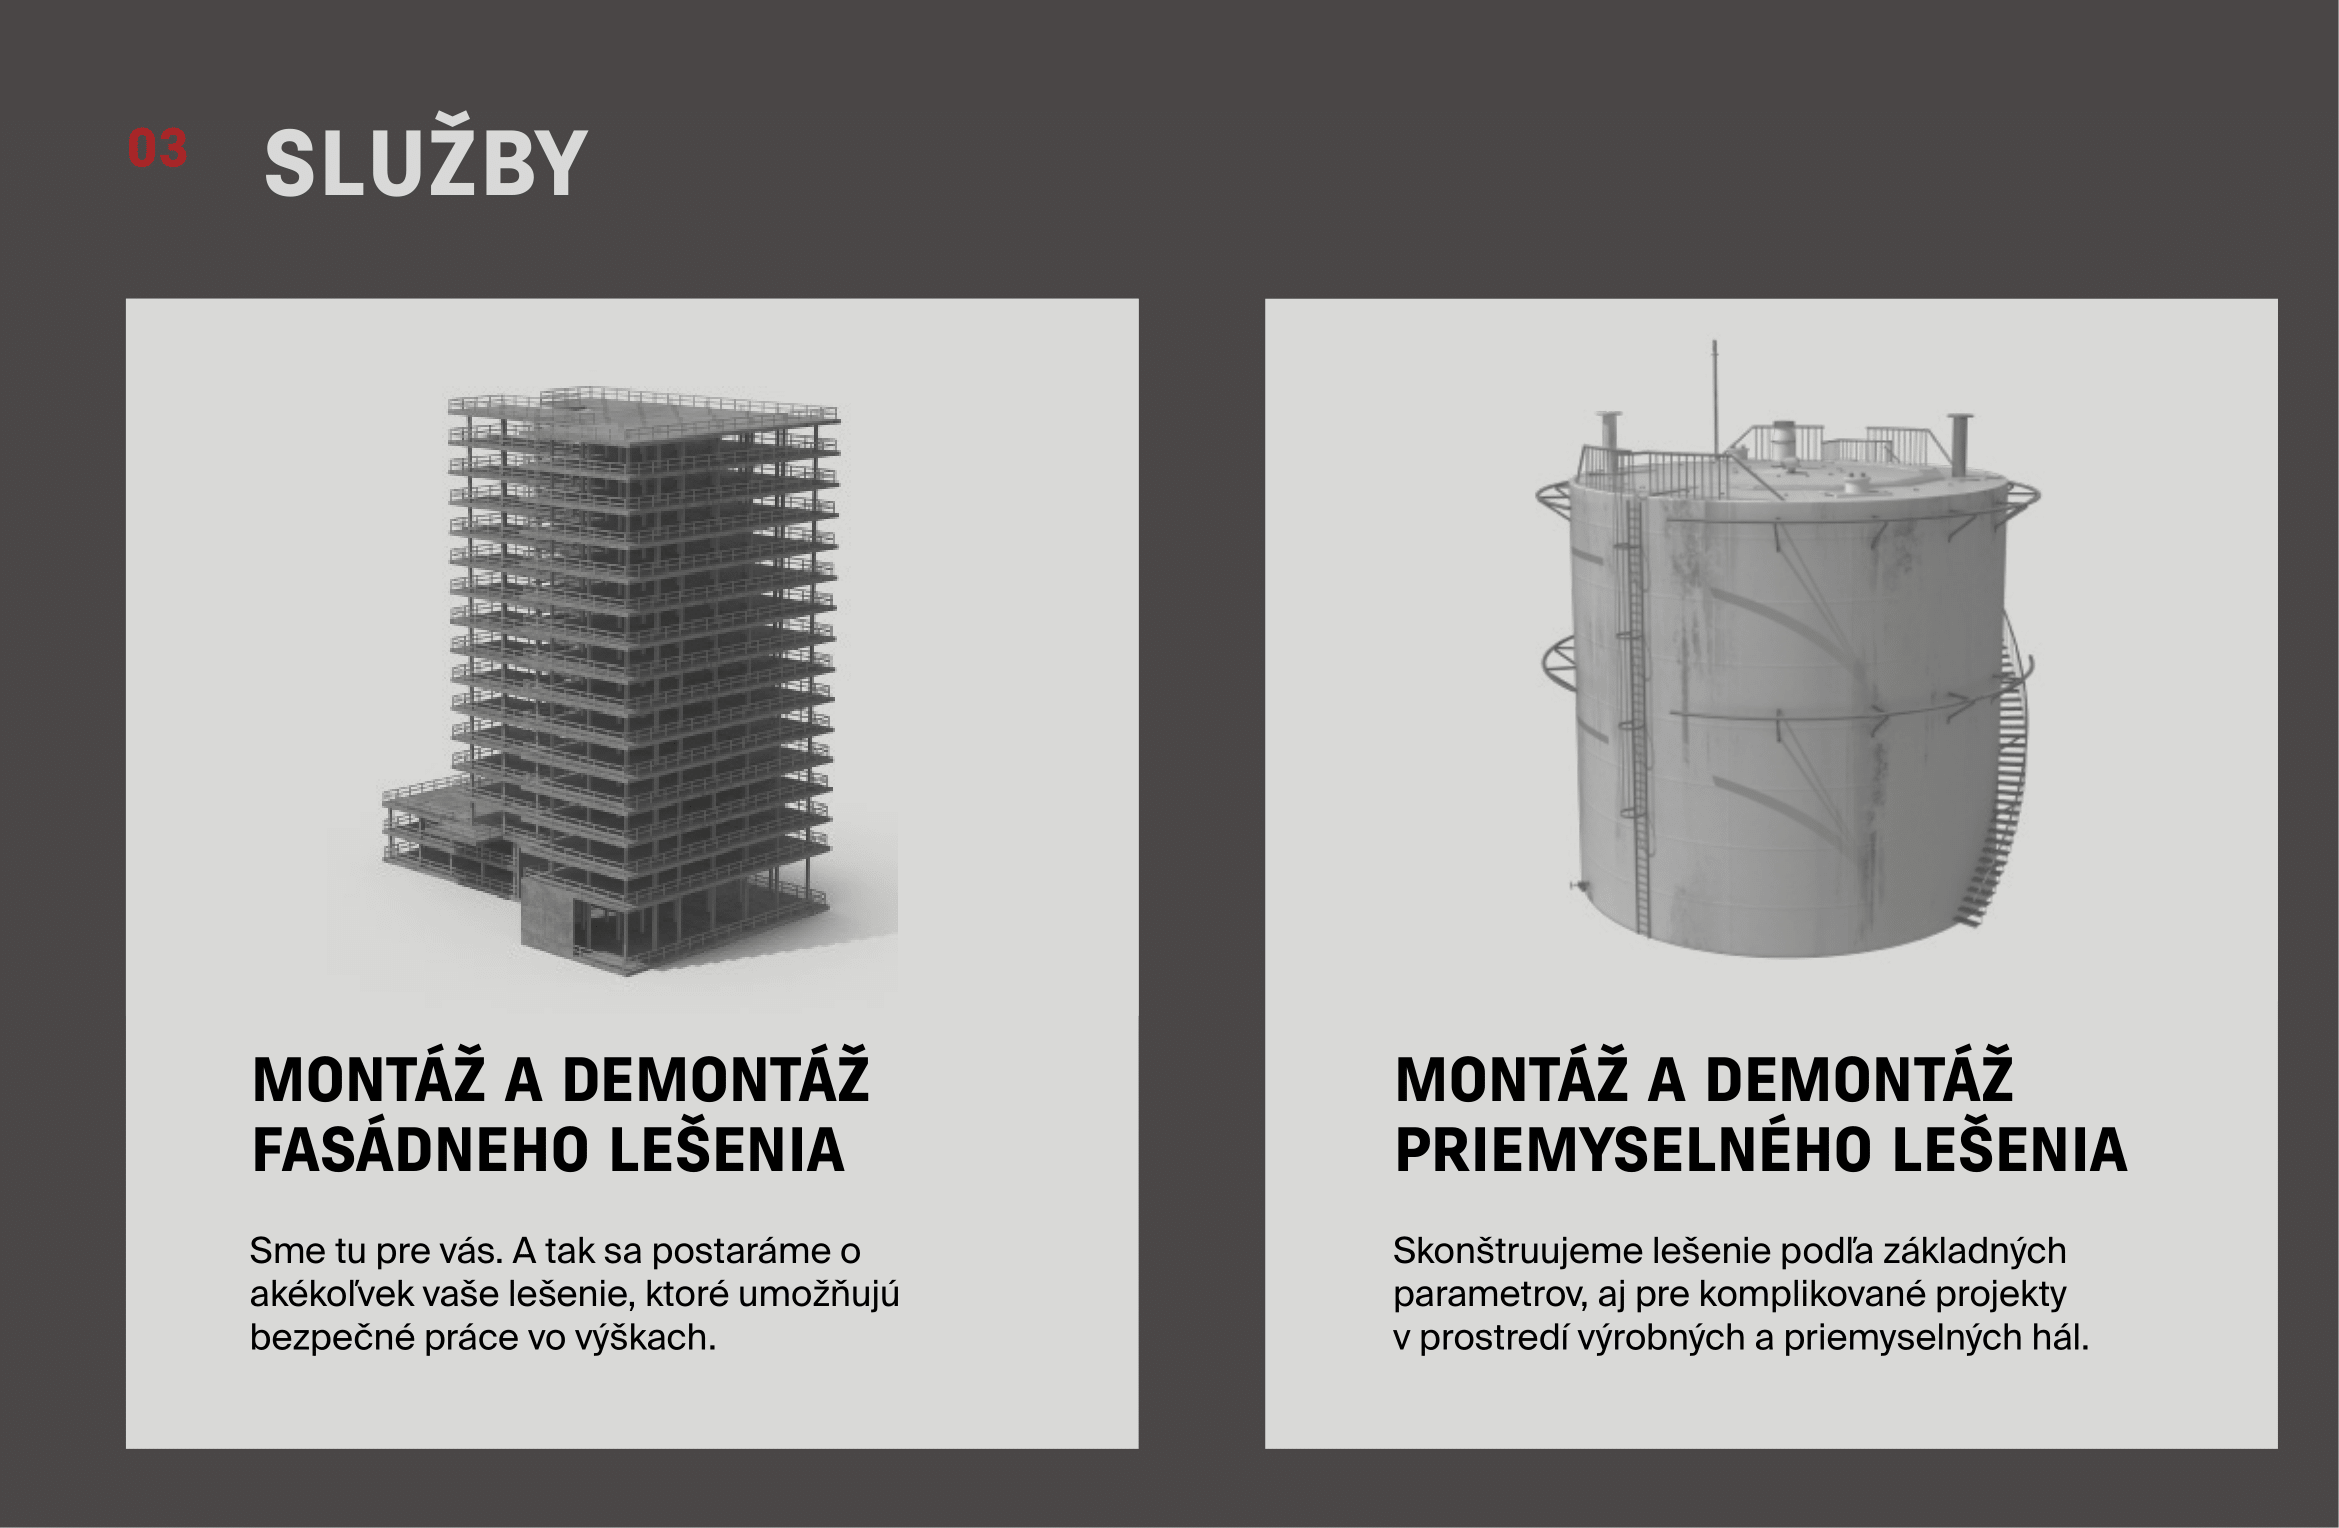 03 SLUŽBY
MONTÁŽ A DEMONTÁŽ
FASÁDNEHO LEŠENIA
Sme tu pre vás. A tak sa postaráme o
akékoľvek vaše lešenie, ktoré umožňujú
bezpečné práce vo výškach.
MONTÁŽ A DEMONTÁŽ
PRIEMYSELNÉHO LEŠENIA
Skonštruujeme lešenie podľa základných
parametrov, aj pre komplikované projekty
v prostredí výrobných a priemyselných hál.